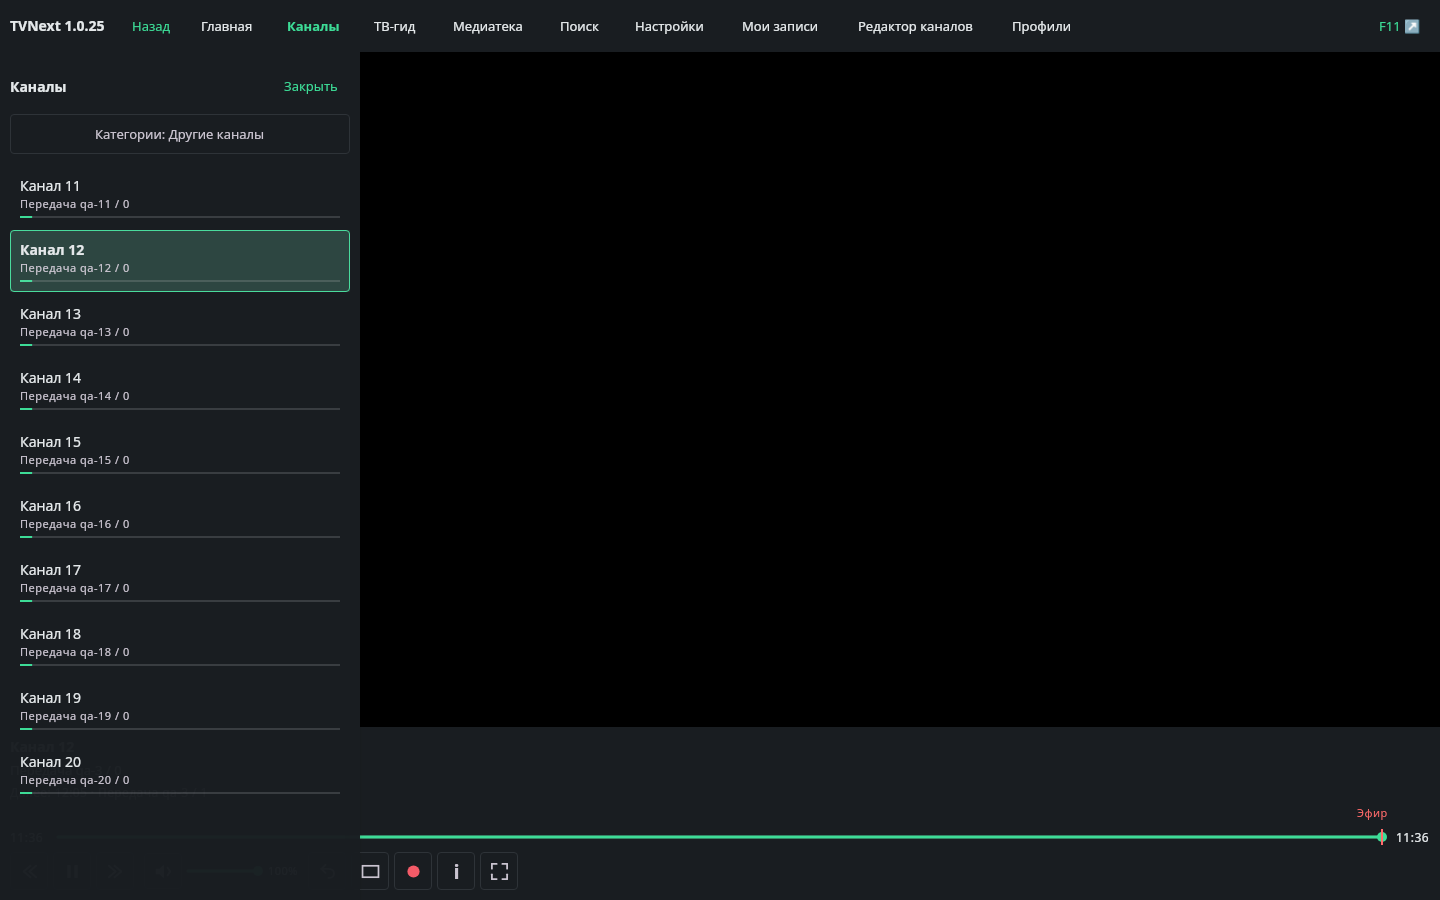 TVNext 1.0.25 Назад Главная Каналы ТВ-гид Медиатека Поиск Настройки Мои записи Редактор каналов Профили F11
Каналы Закрыть
Категории: Другие каналы
Канал 11
Передача qa-11 / 0
Канал 12
Передача qa-12 / 0
Канал 13
Передача qa-13 / 0
Канал 14
Передача qa-14 / 0
Канал 15
Передача qa-15 / 0
Канал 16
Передача qa-16 / 0
Канал 17
Передача qa-17 / 0
Канал 18
Передача qa-18 / 0
Канал 19
Передача qa-19 / 0
Канал 20
Передача qa-20 / 0
Эфир
11:36